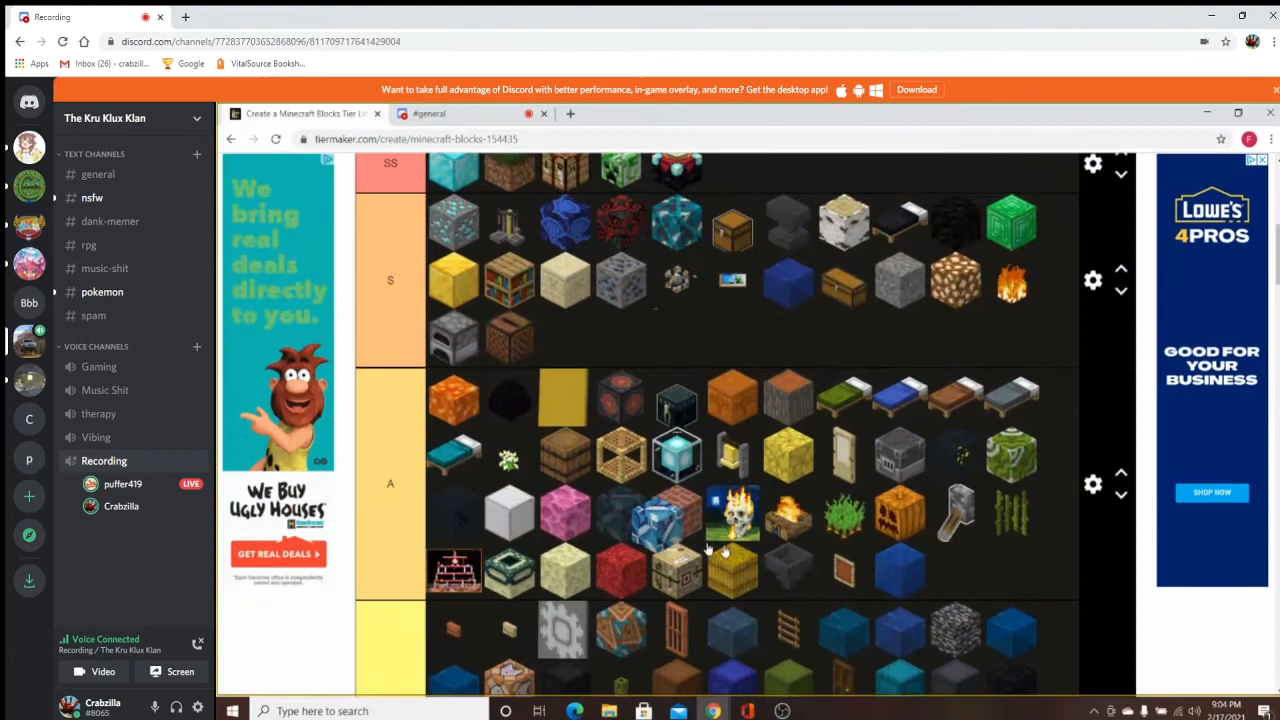 Recording
discord.com/channels/772837703652868096/811097717641429004
Apps
Inbox (26) - crabzill...
Google
VitalSource Booksh...
Want to take full advantage of Discord with better performance, in-game overlay, and more? Get the desktop app!
Download
The Kru Klux Klan
TEXT CHANNELS
general
nsfw
dank-memer
rpg
music-shit
pokemon
spam
VOICE CHANNELS
Gaming
Music Shit
therapy
Vibing
Recording
puffer419
LIVE
Crabzilla
Bbb
C
p
Voice Connected
Recording / The Kru Klux Klan
Video
Screen
Crabzilla
#8065
Create a Minecraft Blocks Tier Li
#general
tiermaker.com/create/minecraft-blocks-154435
F
We
bring
real
deals
directly
to you.
WE BUY
UGLY HOUSES
GET REAL DEALS
SS
S
A
LOWE'S
4PROS
GOOD FOR
YOUR
BUSINESS
SHOP NOW
Type here to search
9:04 PM
2/17/2021